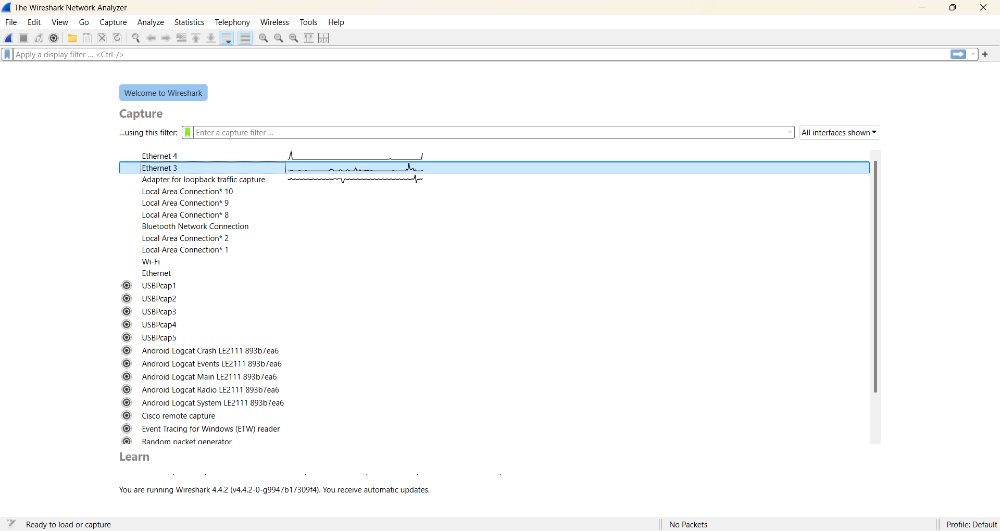 The Wireshark Network Analyzer
File Edit View Go Capture Analyze Statistics Telephony Wireless Tools Help
Apply a display filter ... <Ctrl-/>
Welcome to Wireshark
Capture
...using this filter: Enter a capture filter ... All interfaces shown
Ethernet 4
Ethernet 3
Adapter for loopback traffic capture
Local Area Connection* 10
Local Area Connection* 9
Local Area Connection* 8
Bluetooth Network Connection
Local Area Connection* 2
Local Area Connection* 1
Wi-Fi
Ethernet
USBPcap1
USBPcap2
USBPcap3
USBPcap4
USBPcap5
Android Logcat Crash LE2111 893b7ea6
Android Logcat Events LE2111 893b7ea6
Android Logcat Main LE2111 893b7ea6
Android Logcat Radio LE2111 893b7ea6
Android Logcat System LE2111 893b7ea6
Cisco remote capture
Event Tracing for Windows (ETW) reader
Random packet generator
Learn
You are running Wireshark 4.4.2 (v4.4.2-0-g9947b17309f4). You receive automatic updates.
Ready to load or capture No Packets Profile: Default